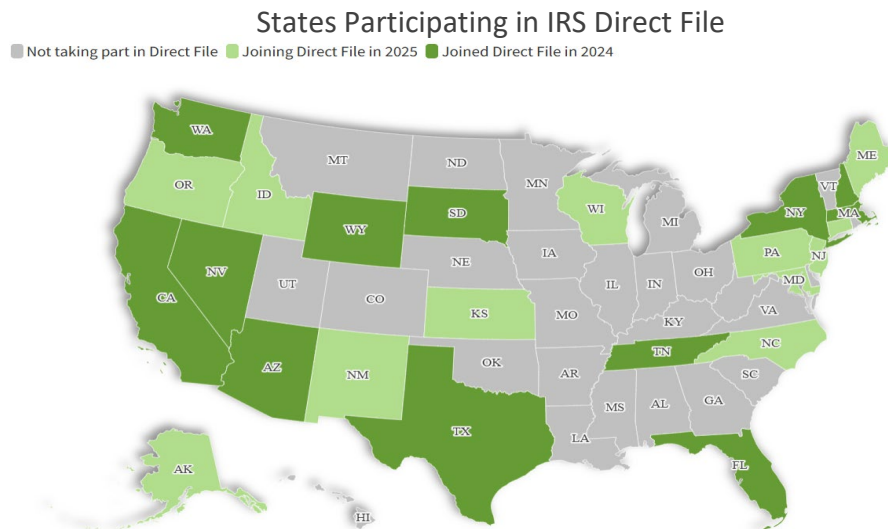 States Participating in IRS Direct File
Not taking part in Direct File Joining Direct File in 2025 Joined Direct File in 2024
WA
MT
ND
MN
ME
VT
OR
ID
WI
SD
NY
MA
MI
WY
IA
PA
NJ
NE
OH
NV
IL
IN
MD
UT
CO
VA
CA
KS
MO
KY
NC
TN
AZ
OK
NM
AR
SC
MS
AL
GA
TX
LA
FL
AK
HI